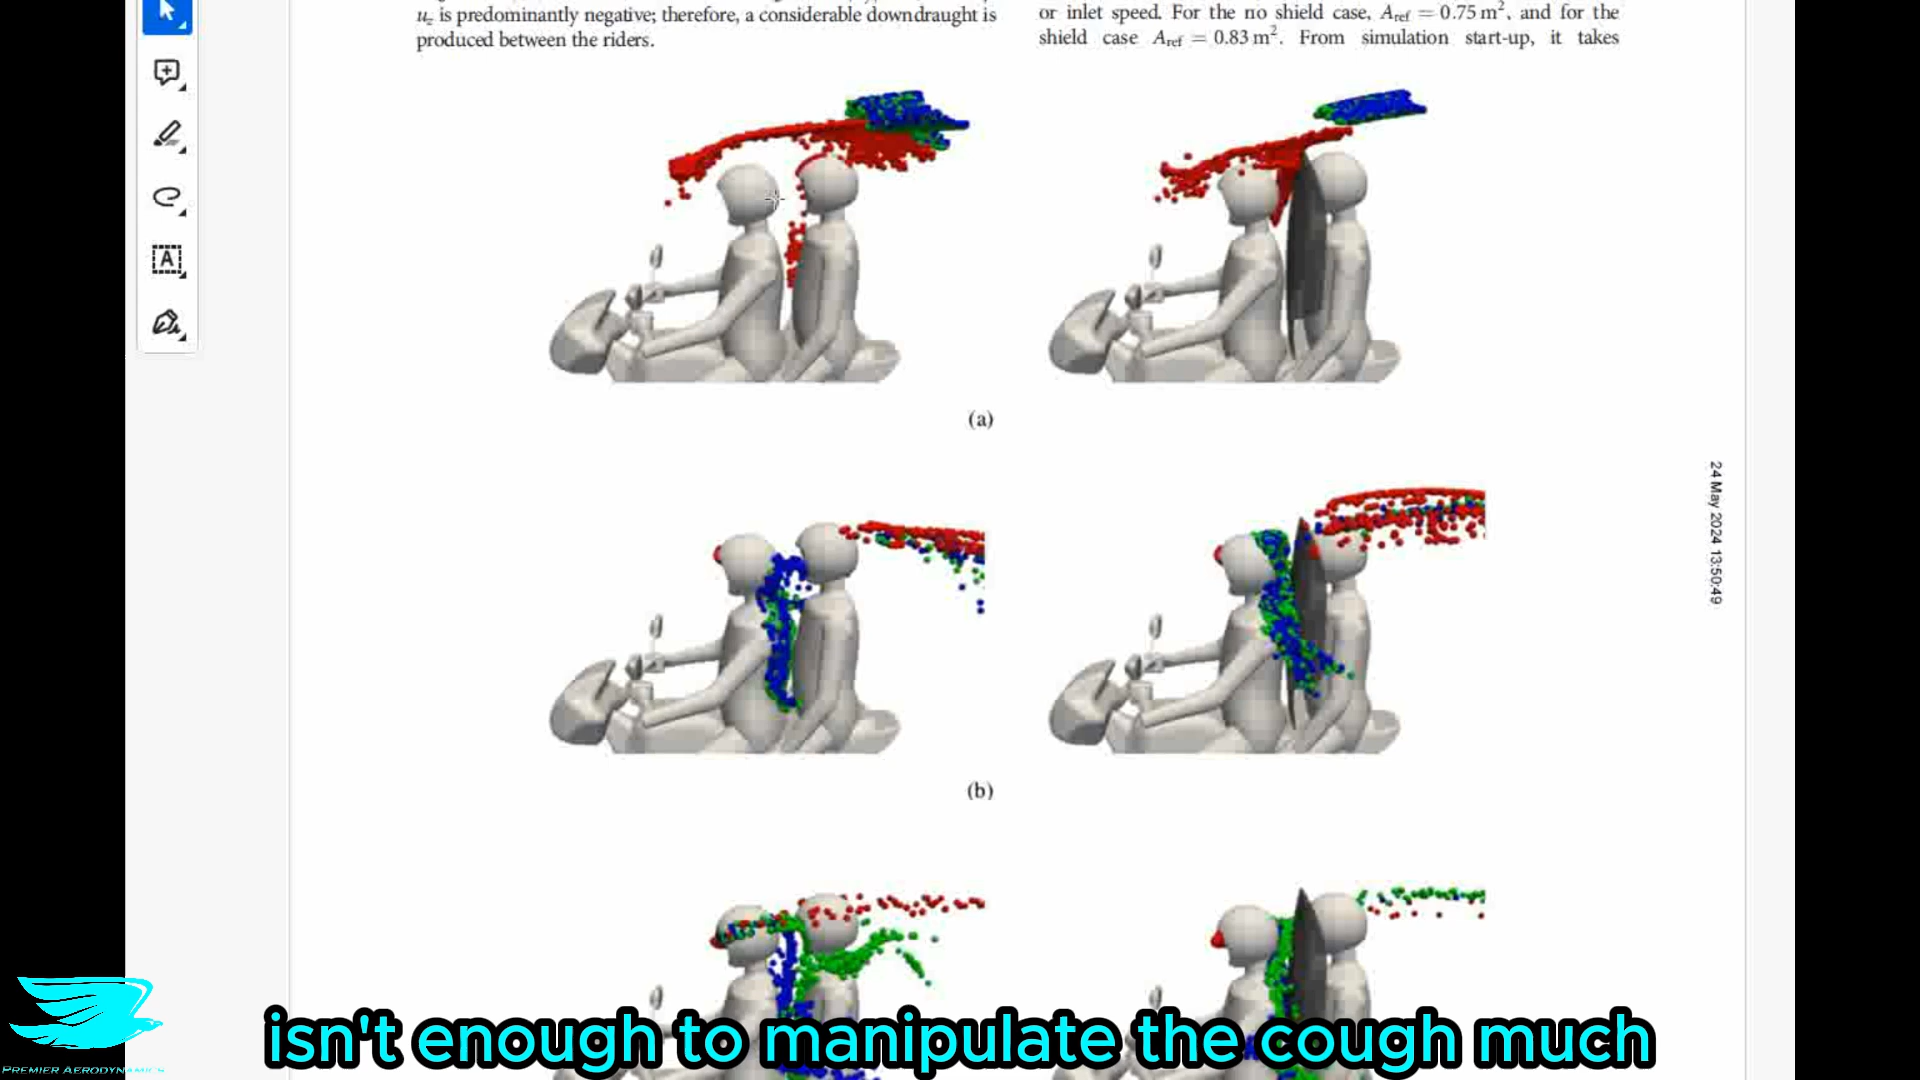 u_z is predominantly negative; therefore, a considerable downdraught is
produced between the riders.
or inlet speed. For the no shield case, A_ref = 0.75 m², and for the
shield case A_ref = 0.83 m². From simulation start-up, it takes
A
(a)
24 May 2024 13:50:49
(b)
isn't enough to manipulate the cough much
PREMIER AERODYNAMICS